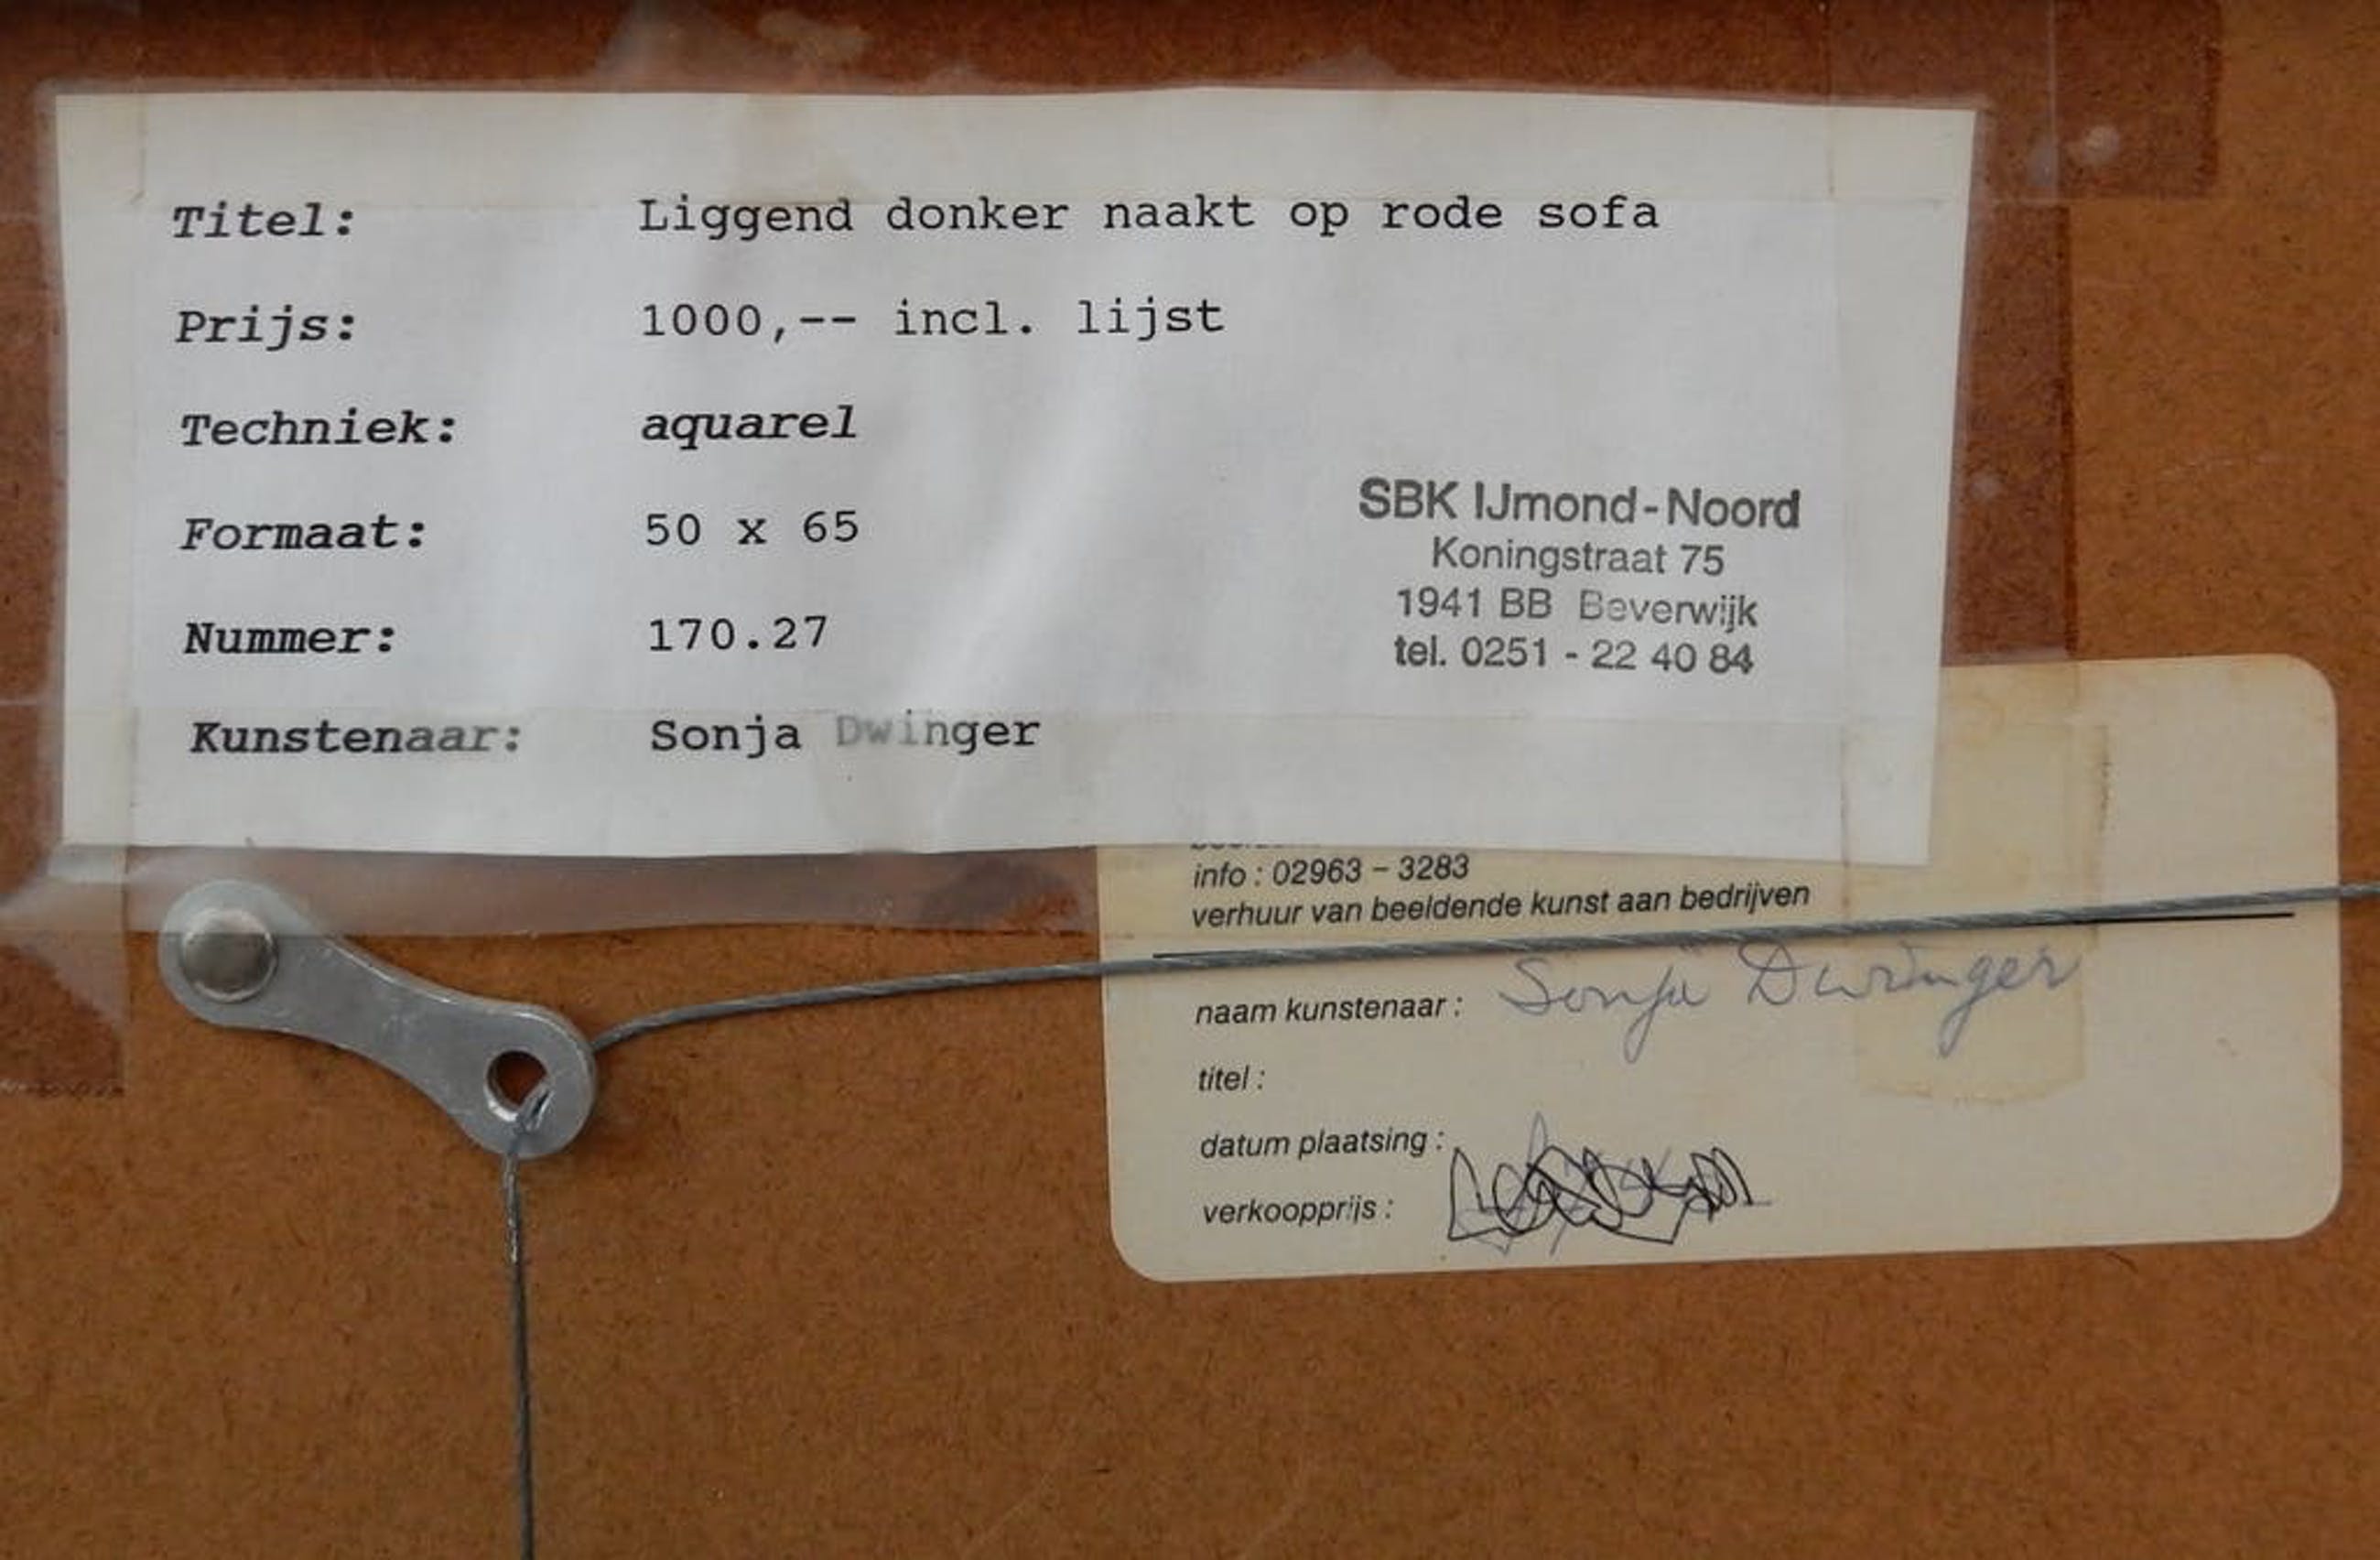 Titel: Liggend donker naakt op rode sofa
Prijs: 1000,-- incl. lijst
Techniek: aquarel
Formaat: 50 x 65
Nummer: 170.27
Kunstenaar: Sonja Dwinger
SBK IJmond-Noord
Koningstraat 75
1941 BB Beverwijk
tel. 0251 - 22 40 84
info : 02963 - 3283
verhuur van beeldende kunst aan bedrijven
naam kunstenaar : Sonja Dwinger
titel :
datum plaatsing :
verkoopprijs :